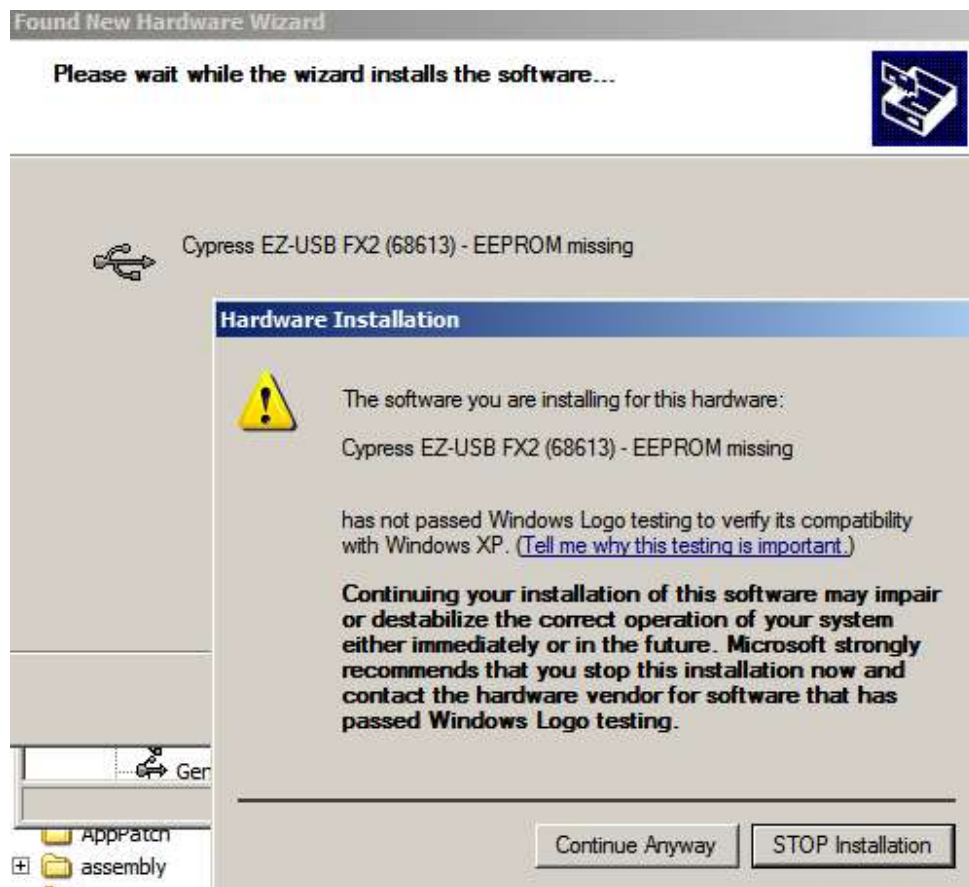 Found New Hardware Wizard
Please wait while the wizard installs the software...
Cypress EZ-USB FX2 (68613) - EEPROM missing
Hardware Installation
The software you are installing for this hardware:
Cypress EZ-USB FX2 (68613) - EEPROM missing
has not passed Windows Logo testing to verify its compatibility
with Windows XP. (Tell me why this testing is important.)
Continuing your installation of this software may impair
or destabilize the correct operation of your system
either immediately or in the future. Microsoft strongly
recommends that you stop this installation now and
contact the hardware vendor for software that has
passed Windows Logo testing.
Gen
AppPatch
Continue Anyway
STOP Installation
assembly